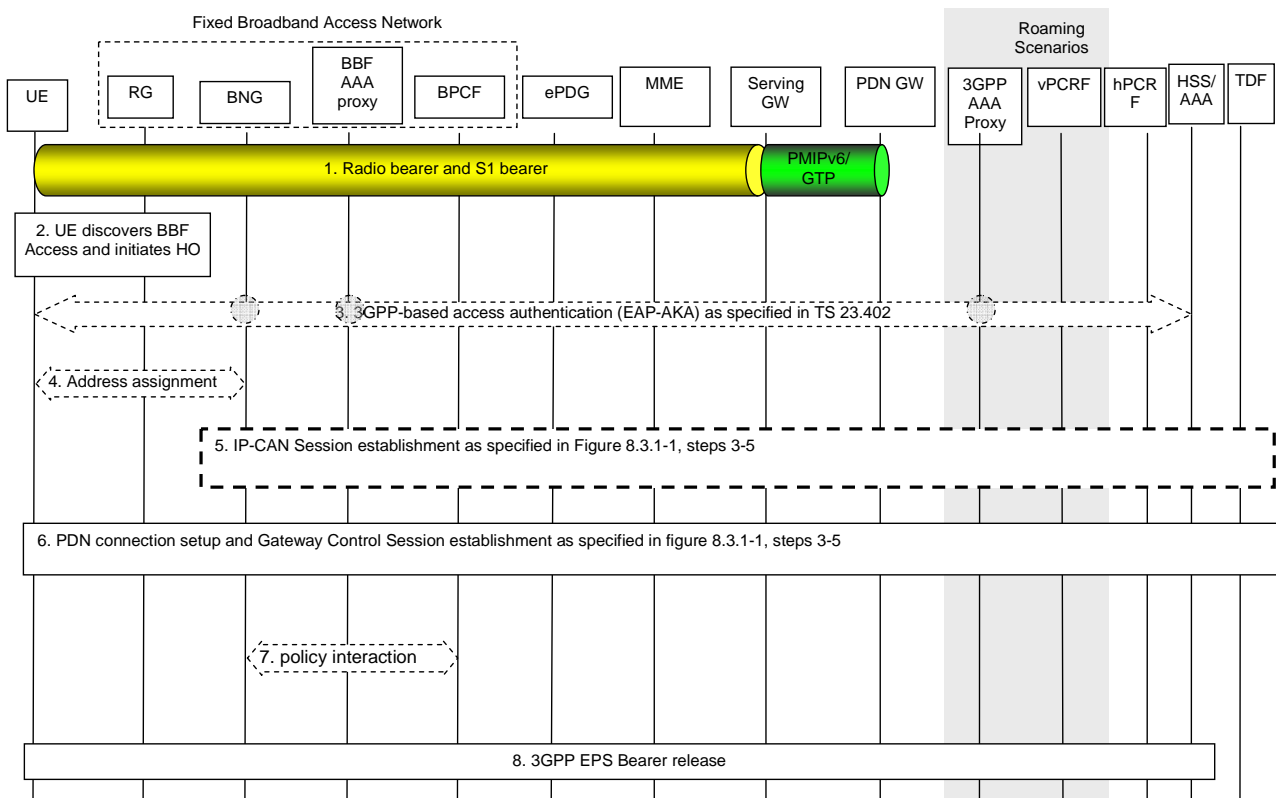 Fixed Broadband Access Network
Roaming
Scenarios
UE
RG
BNG
BBF
AAA
proxy
BPCF
ePDG
MME
Serving
GW
PDN GW
3GPP
AAA
Proxy
vPCRF
hPCR
F
HSS/
AAA
TDF
1. Radio bearer and S1 bearer
PMIPv6/
GTP
2. UE discovers BBF
Access and initiates HO
3. 3GPP-based access authentication (EAP-AKA) as specified in TS 23.402
4. Address assignment
5. IP-CAN Session establishment as specified in Figure 8.3.1-1, steps 3-5
6. PDN connection setup and Gateway Control Session establishment as specified in figure 8.3.1-1, steps 3-5
7. policy interaction
8. 3GPP EPS Bearer release